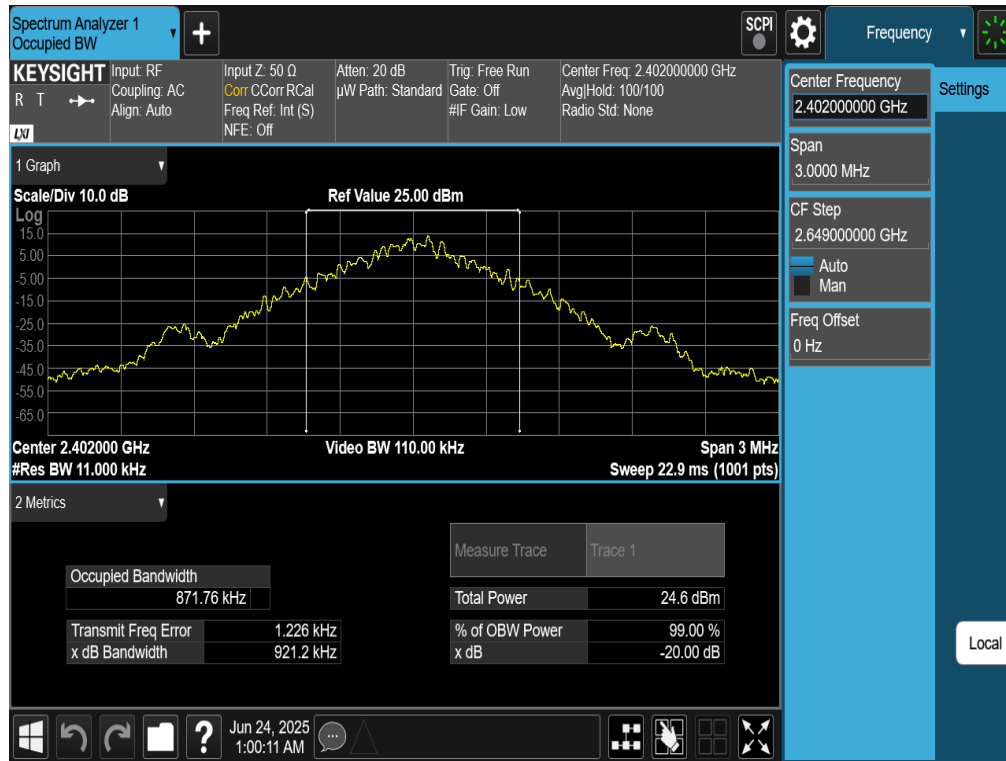 Spectrum Analyzer 1
Occupied BW
+
SCPI
Frequency
KEYSIGHT
R T
LXI
Input: RF
Coupling: AC
Align: Auto
Input Z: 50 Ω
Corr CCorr RCal
Freq Ref: Int (S)
NFE: Off
Atten: 20 dB
µW Path: Standard
Trig: Free Run
Gate: Off
#IF Gain: Low
Center Freq: 2.402000000 GHz
Avg|Hold: 100/100
Radio Std: None
Center Frequency
2.402000000 GHz
Settings
Span
3.0000 MHz
CF Step
2.649000000 GHz
Auto
Man
Freq Offset
0 Hz
Local
1 Graph
Scale/Div 10.0 dB
Ref Value 25.00 dBm
Log
15.0
5.00
-5.00
-15.0
-25.0
-35.0
-45.0
-55.0
-65.0
Center 2.402000 GHz
Video BW 110.00 kHz
Span 3 MHz
#Res BW 11.000 kHz
Sweep 22.9 ms (1001 pts)
2 Metrics
Measure Trace
Trace 1
Occupied Bandwidth
871.76 kHz
Total Power
24.6 dBm
Transmit Freq Error
1.226 kHz
% of OBW Power
99.00 %
x dB Bandwidth
921.2 kHz
x dB
-20.00 dB
?
Jun 24, 2025
1:00:11 AM